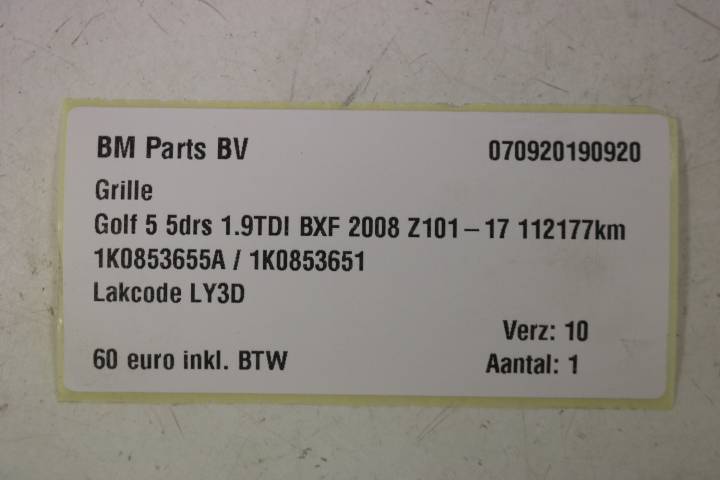 BM Parts BV 070920190920
Grille
Golf 5 5drs 1.9TDI BXF 2008 Z101-17 112177km
1K0853655A / 1K0853651
Lakcode LY3D
Verz: 10
60 euro inkl. BTW Aantal: 1